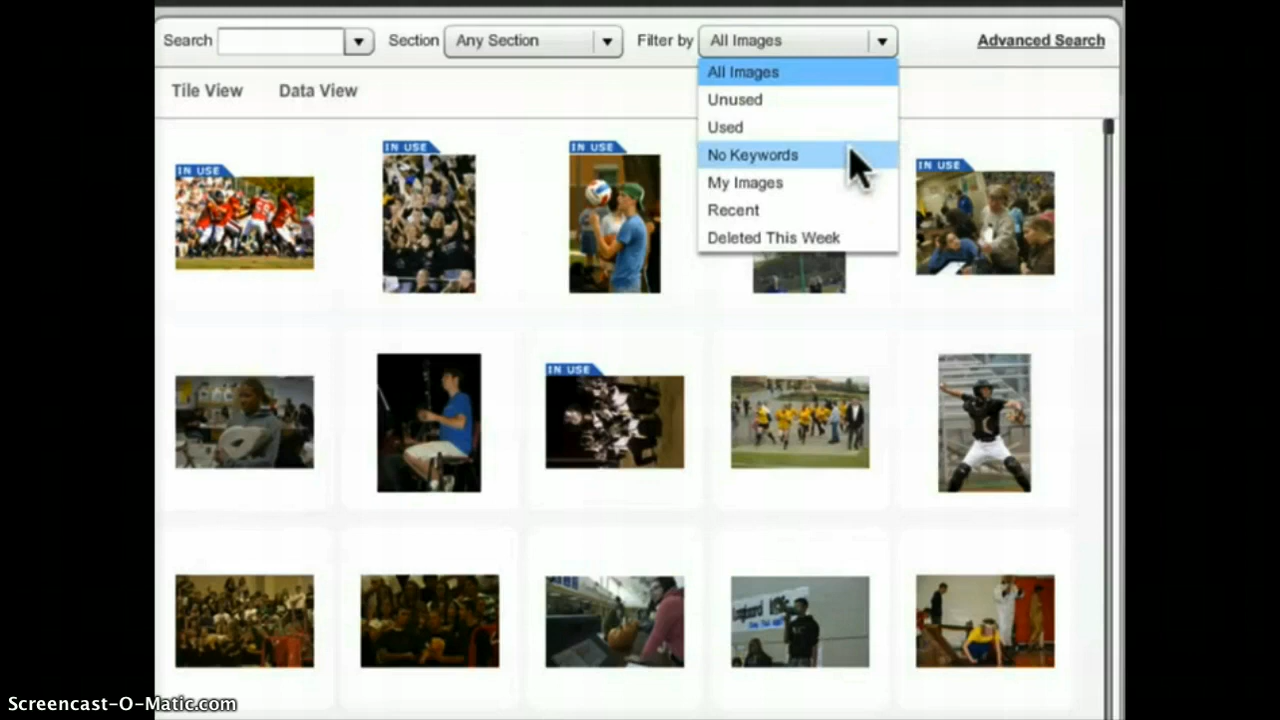 Search Section Any Section Filter by All Images Advanced Search
All Images
Tile View Data View
Unused
Used
No Keywords
My Images
Recent
Deleted This Week
IN USE
IN USE
IN USE
IN USE
IN USE
Screencast-O-Matic.com